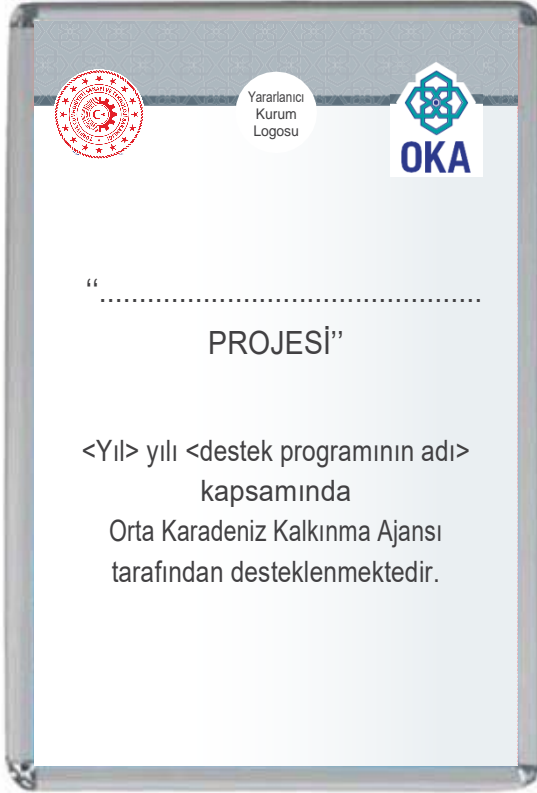 Yararlanıcı
Kurum
Logosu
OKA
“................................................
PROJESİ’’
<Yıl> yılı <destek programının adı>
kapsamında
Orta Karadeniz Kalkınma Ajansı
tarafından desteklenmektedir.